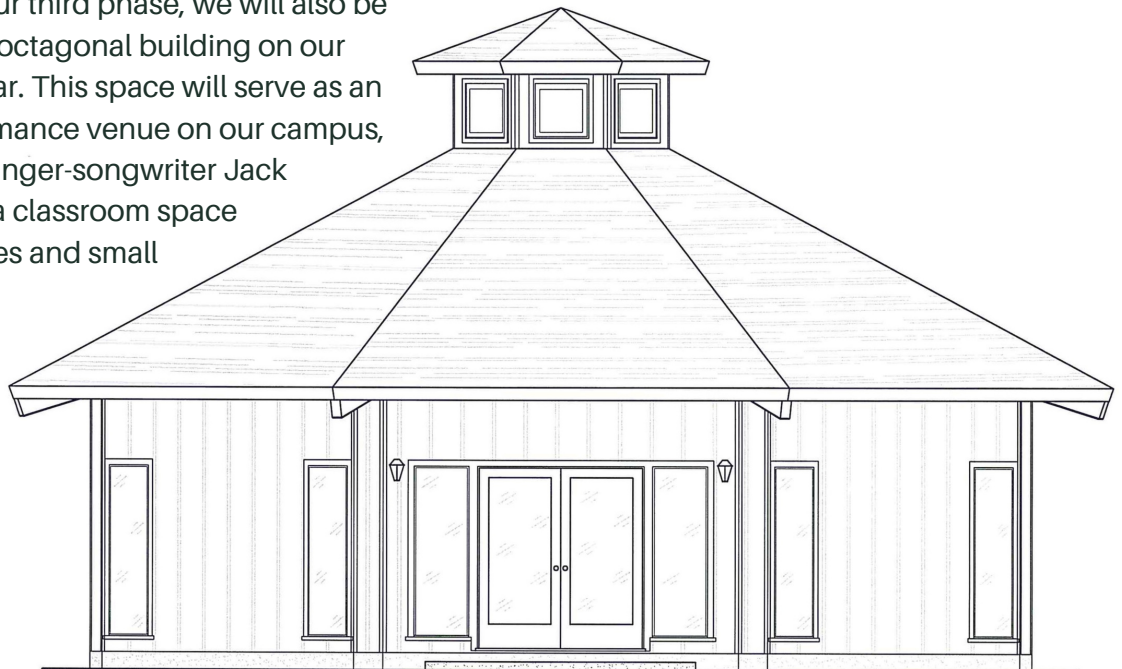 ur third phase, we will also be
octagonal building on our
ar. This space will serve as an
mance venue on our campus,
nger-songwriter Jack
a classroom space
es and small